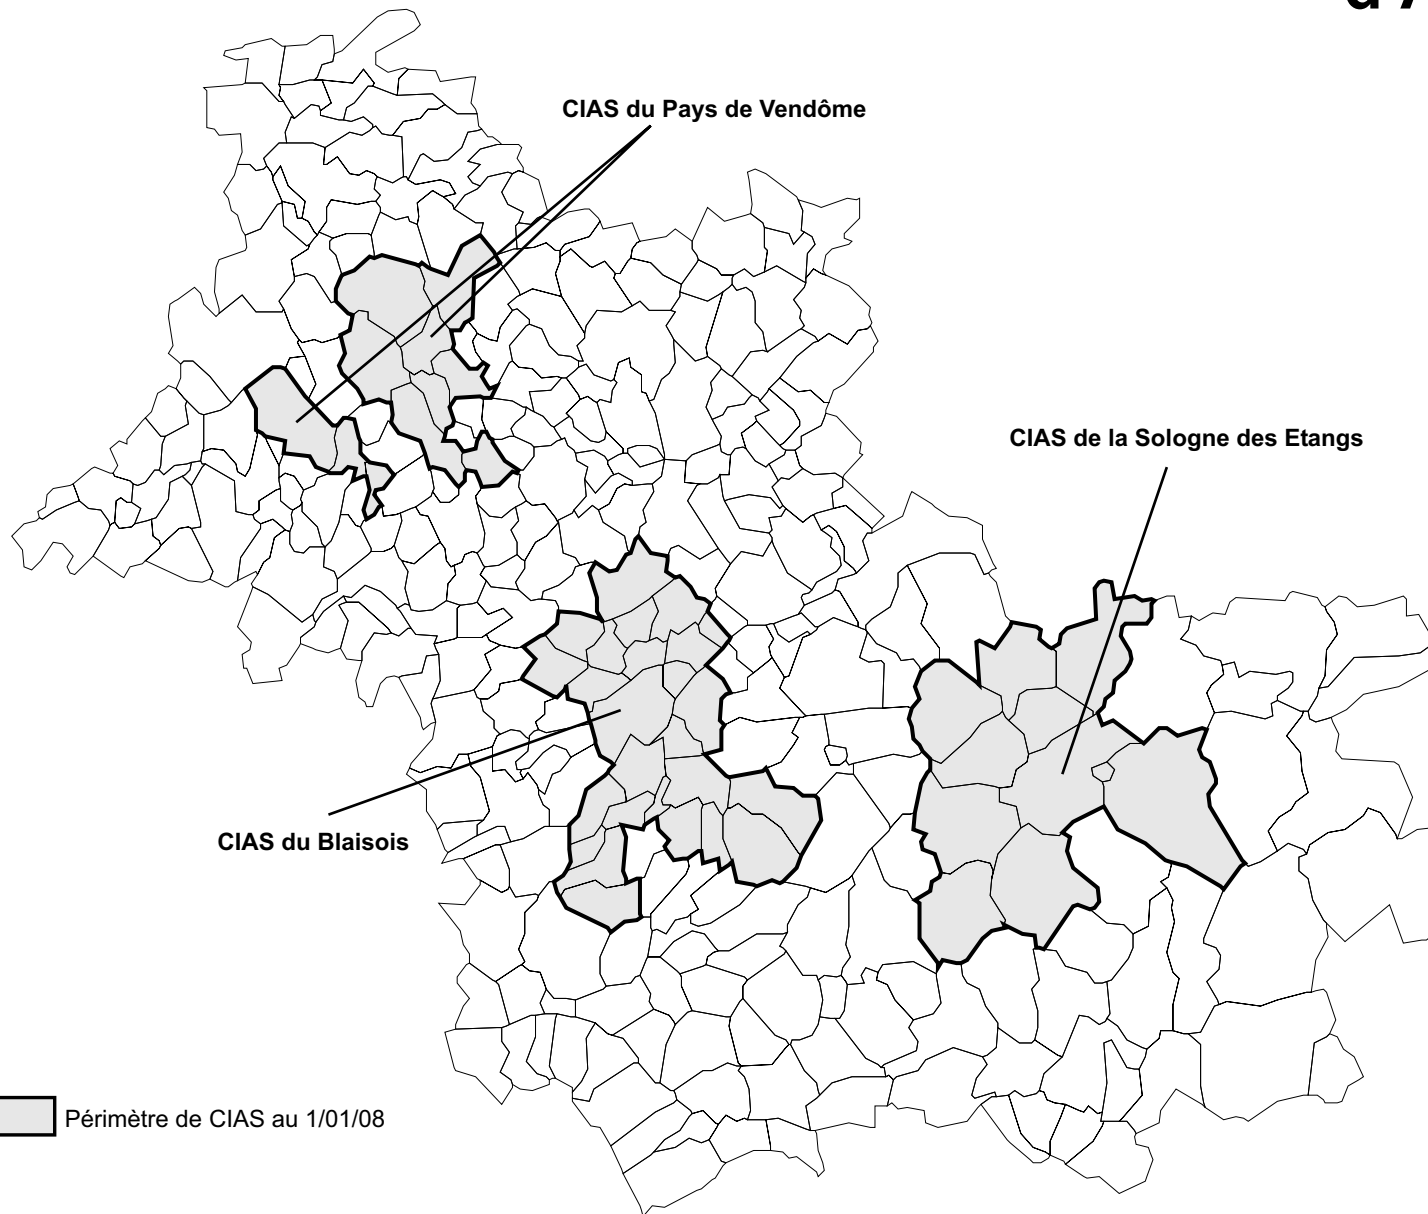 CIAS du Pays de Vendôme
CIAS de la Sologne des Etangs
CIAS du Blaisois
Périmètre de CIAS au 1/01/08